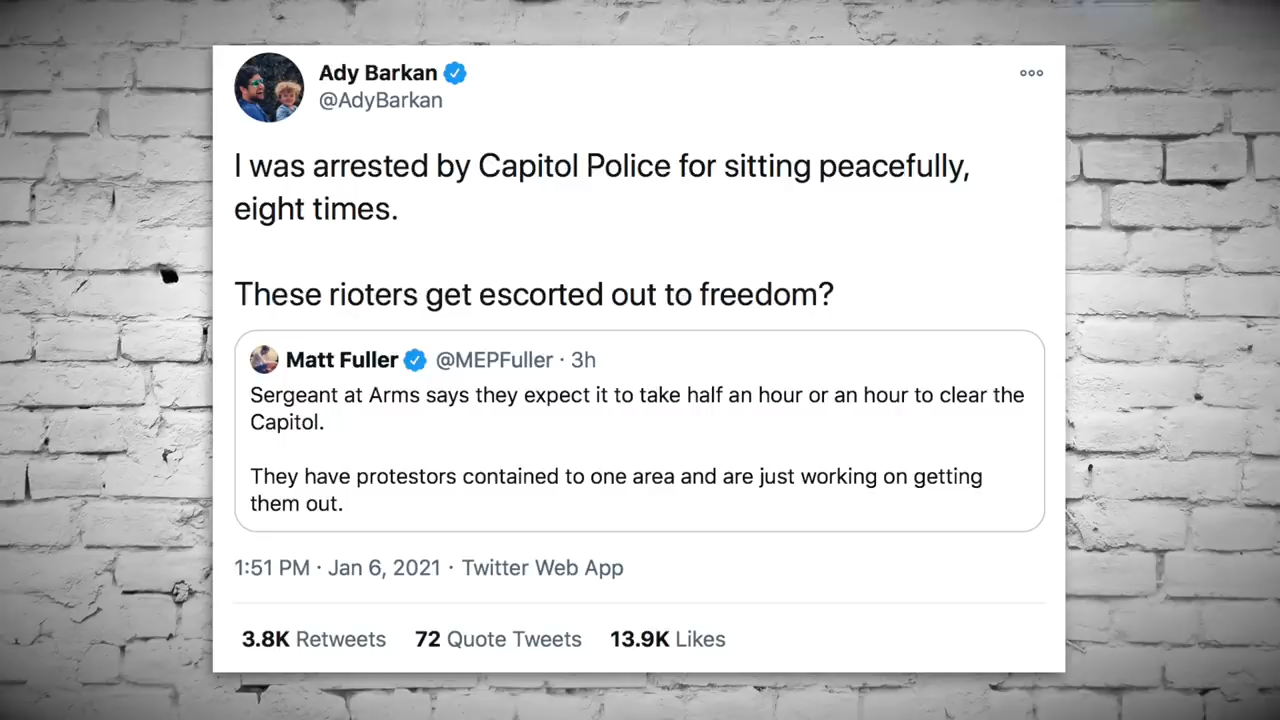 Ady Barkan
@AdyBarkan
I was arrested by Capitol Police for sitting peacefully,
eight times.
These rioters get escorted out to freedom?
Matt Fuller @MEPFuller · 3h
Sergeant at Arms says they expect it to take half an hour or an hour to clear the
Capitol.
They have protestors contained to one area and are just working on getting
them out.
1:51 PM · Jan 6, 2021 · Twitter Web App
3.8K Retweets 72 Quote Tweets 13.9K Likes